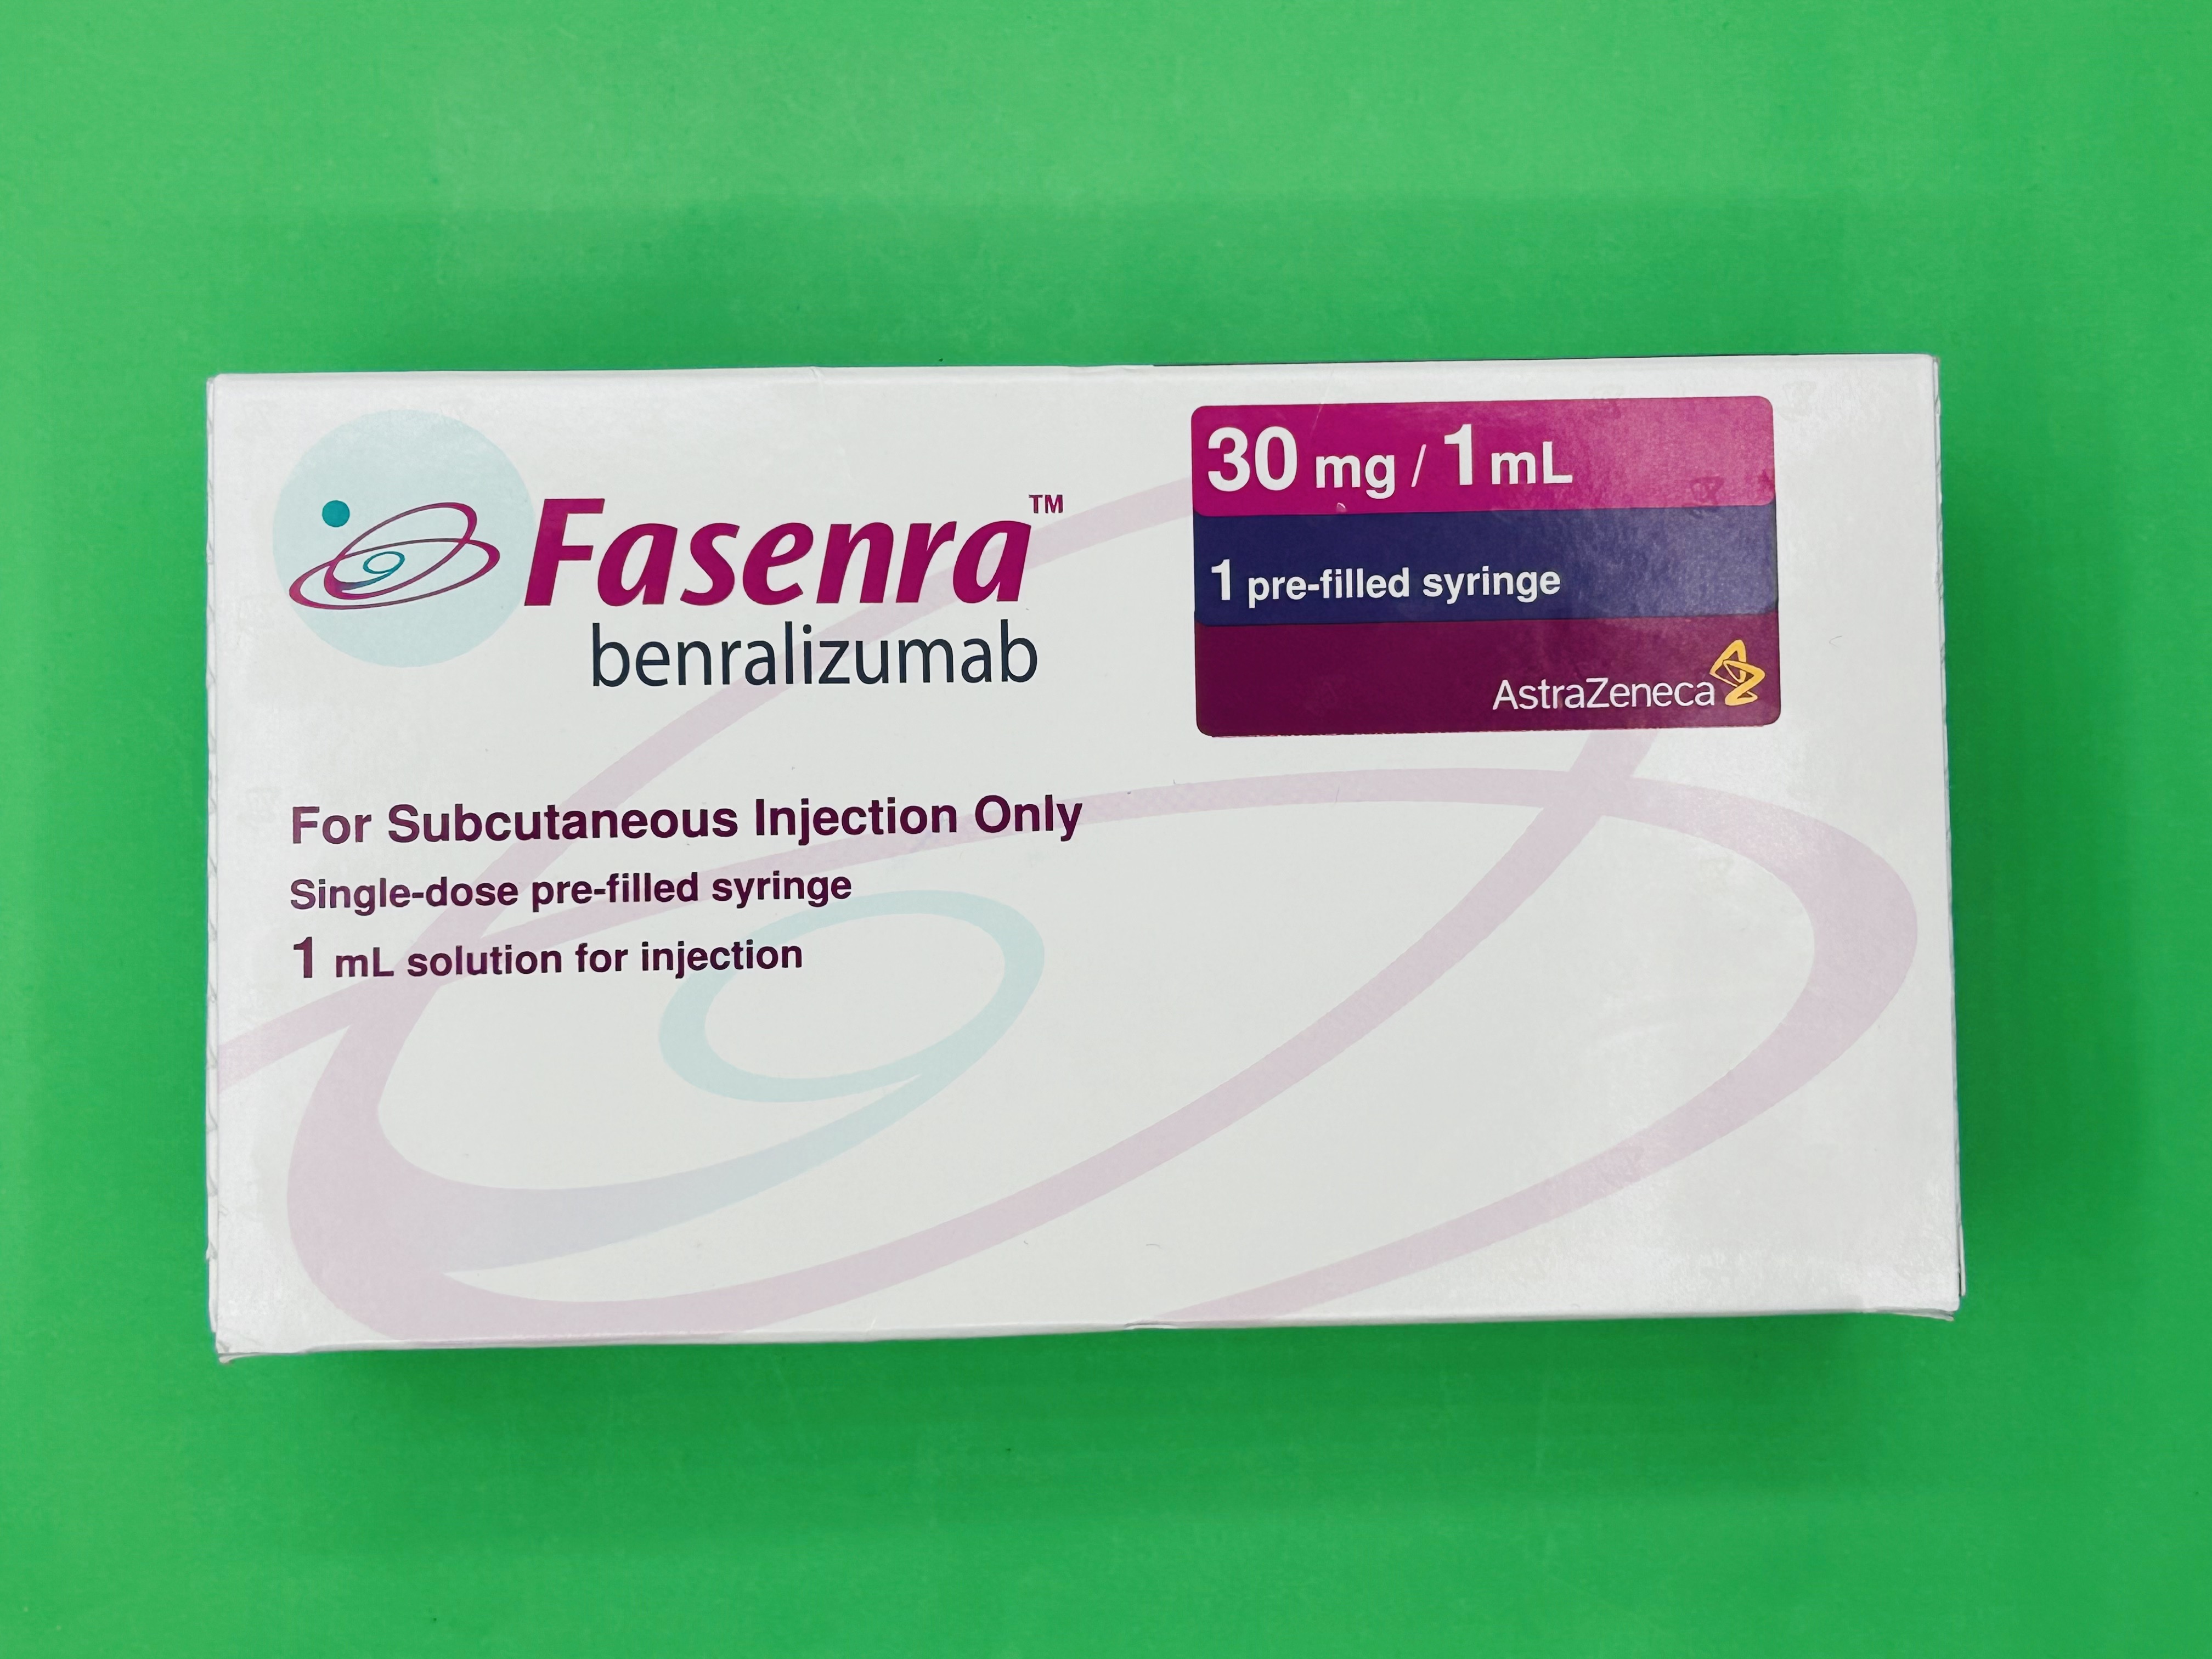 Fasenra™
benralizumab
30 mg / 1 mL
1 pre-filled syringe
AstraZeneca
For Subcutaneous Injection Only
Single-dose pre-filled syringe
1 mL solution for injection